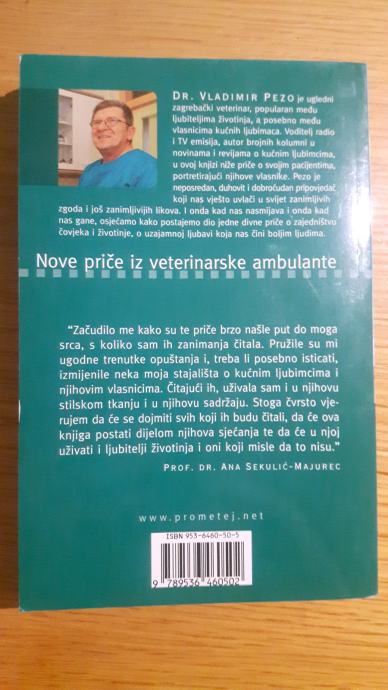 DR. VLADIMIR PEZO je ugledni
zagrebački veterinar, popularan među
ljubiteljima životinja, a posebno među
vlasnicima kućnih ljubimaca. Voditelj radio
i TV emisija, autor brojnih kolumni u
novinama i revijama o kućnim ljubimcima,
u ovoj knjizi niže priče o svojim pacijentima,
portretirajući njihove vlasnike. Pezo je
neposredan, duhovit i dobroćudan pripovjedač,
koji nas vješto uvlači u svijet zanimljivih
zgoda i još zanimljivijih likova. I onda kad nas nasmijava i onda kad
nas gane, osjećamo kako postajemo dio jedne divne priče o zajedništvu
čovjeka i životinje, o uzajamnoj ljubavi koja nas čini boljim ljudima.
Nove priče iz veterinarske ambulante
"Začudilo me kako su te priče brzo našle put do moga
srca, s koliko sam ih zanimanja čitala. Pružile su mi
ugodne trenutke opuštanja i, treba li posebno isticati,
izmijenile neka moja stajališta o kućnim ljubimcima i
njihovim vlasnicima. Čitajući ih, uživala sam i u njihovu
stilskom tkanju i u njihovu sadržaju. Stoga čvrsto vje-
rujem da će se dojmiti svih koji ih budu čitali, da će ova
knjiga postati dijelom njihova sjećanja te da će u njoj
uživati i ljubitelji životinja i oni koji misle da to nisu."
PROF. DR. ANA SEKULIĆ-MAJUREC
www.prometej.net
ISBN 953-6460-50-5
9 789536 460502